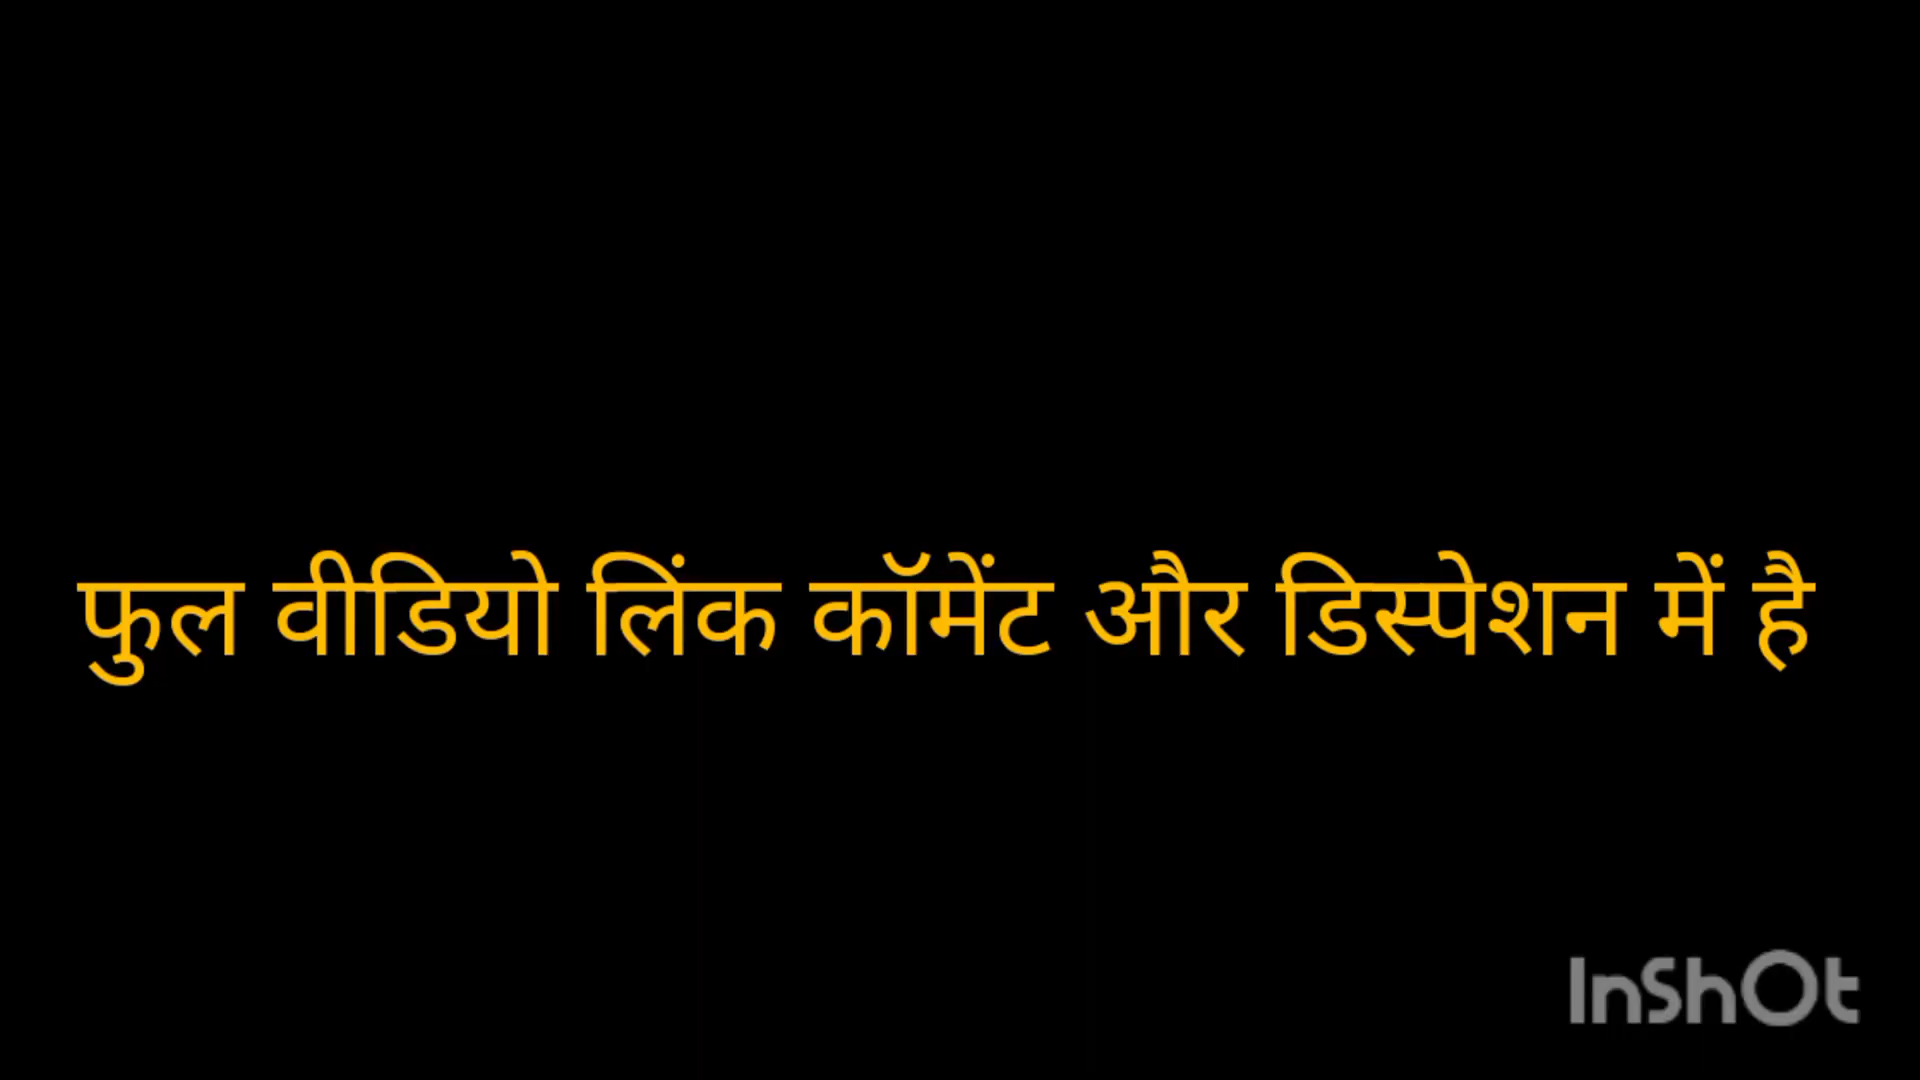 फुल वीडियो लिंक कॉमेंट और डिस्पेशन में है
InShOt